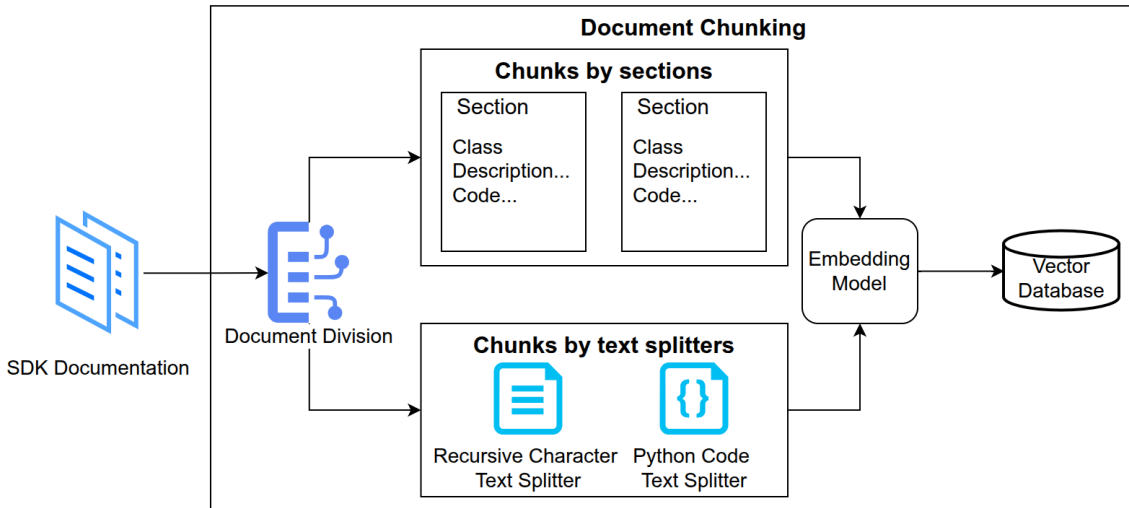 Document Chunking
Chunks by sections
Section
Class
Description...
Code...
Section
Class
Description...
Code...
SDK Documentation
Document Division
Chunks by text splitters
Recursive Character
Text Splitter
Python Code
Text Splitter
Embedding
Model
Vector
Database